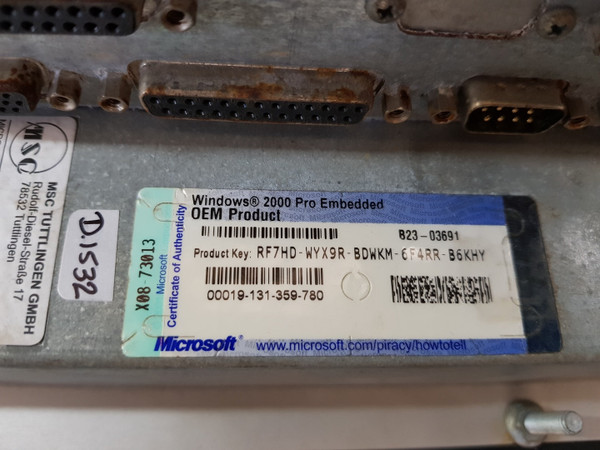 MSC
MSC TUTTLINGEN GMBH
Rudolf-Diesel-Straße 17
78532 Tuttlingen
D.1532
X08-73013
Microsoft
Certificate of Authenticity
Windows® 2000 Pro Embedded
OEM Product
B23-03691
Product Key: RF7HD-WYX9R-BDWKM-6F4RR-B6KHY
00019-131-359-780
Microsoft®
www.microsoft.com/piracy/howtotell